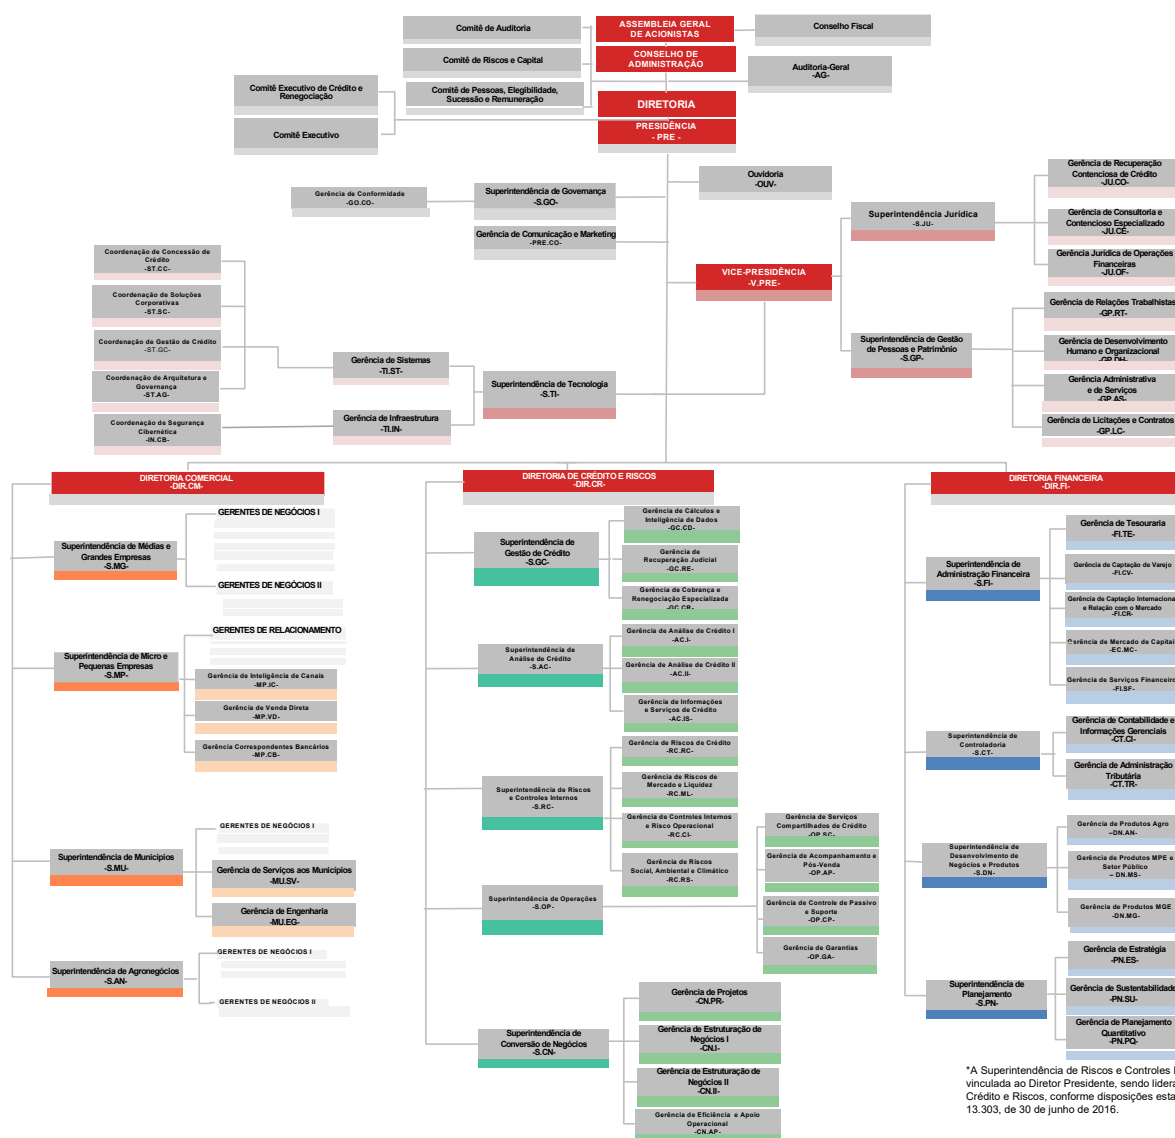 Comitê de Auditoria
ASSEMBLEIA GERAL
DE ACIONISTAS
Conselho Fiscal
Comitê de Riscos e Capital
CONSELHO DE
ADMINISTRAÇÃO
Auditoria-Geral
-AG-
Comitê Executivo de Crédito e
Renegociação
Comitê de Pessoas, Elegibilidade,
Sucessão e Remuneração
DIRETORIA
Comitê Executivo
PRESIDÊNCIA
- PRE -
Ouvidoria
-OUV-
Gerência de Conformidade
-GO.CO-
Superintendência de Governança
-S.GO-
Gerência de Comunicação e Marketing
-PRE.CO-
Superintendência Jurídica
-S.JU-
Gerência de Recuperação
Contenciosa de Crédito
-JU.CO-
Gerência de Consultoria e
Contencioso Especializado
-JU.CE-
Gerência Jurídica de Operações
Financeiras
-JU.OF-
VICE-PRESIDÊNCIA
-V.PRE-
Superintendência de Gestão
de Pessoas e Patrimônio
-S.GP-
Gerência de Relações Trabalhistas
-GP.RT-
Gerência de Desenvolvimento
Humano e Organizacional
-GP.DH-
Gerência Administrativa
e de Serviços
-GP.AS-
Gerência de Licitações e Contratos
-GP.LC-
Coordenação de Concessão de
Crédito
-ST.CC-
Coordenação de Soluções
Corporativas
-ST.SC-
Coordenação de Gestão de Crédito
-ST.GC-
Coordenação de Arquitetura e
Governança
-ST.AG-
Coordenação de Segurança
Cibernética
-IN.CB-
Gerência de Sistemas
-TI.ST-
Gerência de Infraestrutura
-TI.IN-
Superintendência de Tecnologia
-S.TI-
DIRETORIA COMERCIAL
-DIR.CM-
GERENTES DE NEGÓCIOS I
Superintendência de Médias e
Grandes Empresas
-S.MG-
GERENTES DE NEGÓCIOS II
GERENTES DE RELACIONAMENTO
Superintendência de Micro e
Pequenas Empresas
-S.MP-
Gerência de Inteligência de Canais
-MP.IC-
Gerência de Venda Direta
-MP.VD-
Gerência Correspondentes Bancários
-MP.CB-
GERENTES DE NEGÓCIOS I
Superintendência de Municípios
-S.MU-
Gerência de Serviços aos Municípios
-MU.SV-
Gerência de Engenharia
-MU.EG-
GERENTES DE NEGÓCIOS I
Superintendência de Agronegócios
-S.AN-
GERENTES DE NEGÓCIOS II
DIRETORIA DE CRÉDITO E RISCOS
-DIR.CR-
Superintendência de
Gestão de Crédito
-S.GC-
Gerência de Cálculos e
Inteligência de Dados
-GC.CD-
Gerência de
Recuperação Judicial
-GC.RE-
Gerência de Cobrança e
Renegociação Especializada
-GC.CR-
Superintendência de
Análise de Crédito
-S.AC-
Gerência de Análise de Crédito I
-AC.I-
Gerência de Análise de Crédito II
-AC.II-
Gerência de Informações
e Serviços de Crédito
-AC.IS-
Superintendência de Riscos
e Controles Internos
-S.RC-
Gerência de Riscos de Crédito
-RC.RC-
Gerência de Riscos de
Mercado e Liquidez
-RC.ML-
Gerência de Controles Internos
e Risco Operacional
-RC.CI-
Gerência de Riscos
Social, Ambiental e Climático
-RC.RS-
Superintendência de Operações
-S.OP-
Gerência de Serviços
Compartilhados de Crédito
-OP.SC-
Gerência de Acompanhamento e
Pós-Venda
-OP.AP-
Gerência de Controle de Passivo
e Suporte
-OP.CP-
Gerência de Garantias
-OP.GA-
Superintendência de
Conversão de Negócios
-S.CN-
Gerência de Projetos
-CN.PR-
Gerência de Estruturação de
Negócios I
-CN.I-
Gerência de Estruturação de
Negócios II
-CN.II-
Gerência de Eficiência e Apoio
Operacional
-CN.AP-
DIRETORIA FINANCEIRA
-DIR.FI-
Superintendência de
Administração Financeira
-S.FI-
Gerência de Tesouraria
-FI.TE-
Gerência de Captação de Varejo
-FI.CV-
Gerência de Captação Internaciona
e Relação com o Mercado
-FI.CR-
Gerência de Mercado de Capitai
-EC.MC-
Gerência de Serviços Financeiro
-FI.SF-
Superintendência de
Controladoria
-S.CT-
Gerência de Contabilidade e
Informações Gerenciais
-CT.CI-
Gerência de Administração
Tributária
-CT.TR-
Superintendência de
Desenvolvimento de
Negócios e Produtos
-S.DN-
Gerência de Produtos Agro
–DN.AN-
Gerência de Produtos MPE e
Setor Público
– DN.MS-
Gerência de Produtos MGE
-DN.MG-
Superintendência de
Planejamento
-S.PN-
Gerência de Estratégia
-PN.ES-
Gerência de Sustentabilidade
-PN.SU-
Gerência de Planejamento
Quantitativo
-PN.PQ-
*A Superintendência de Riscos e Controles
vinculada ao Diretor Presidente, sendo lidera
Crédito e Riscos, conforme disposições esta
13.303, de 30 de junho de 2016.